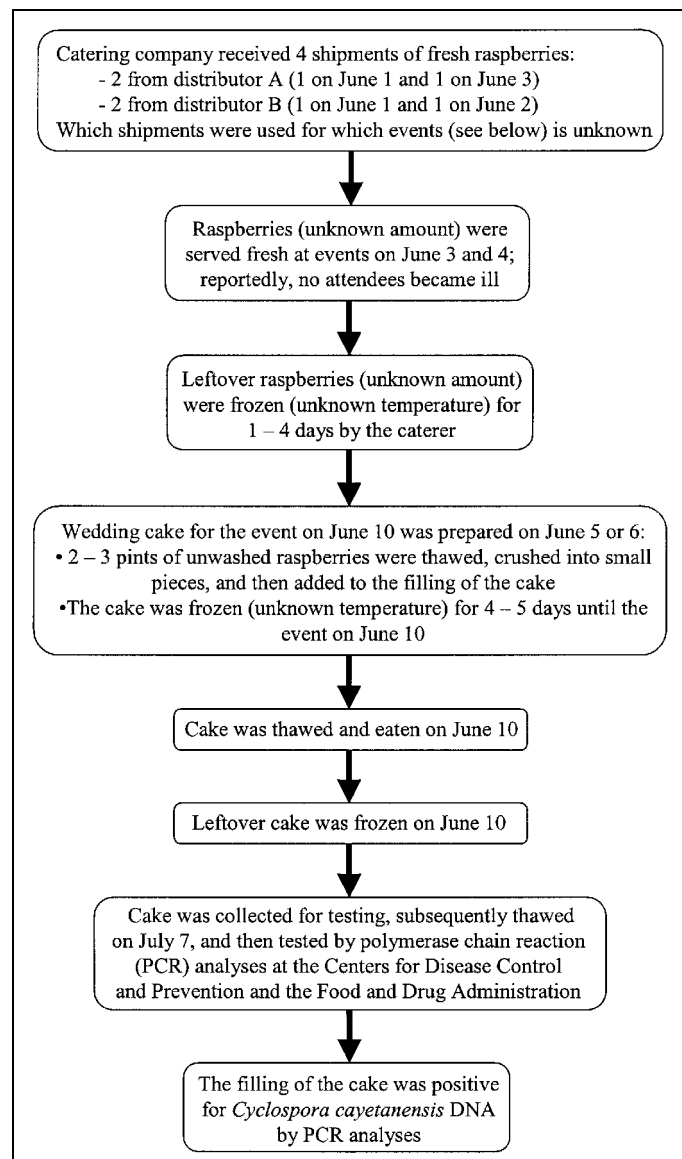 Catering company received 4 shipments of fresh raspberries:
- 2 from distributor A (1 on June 1 and 1 on June 3)
- 2 from distributor B (1 on June 1 and 1 on June 2)
Which shipments were used for which events (see below) is unknown
Raspberries (unknown amount) were
served fresh at events on June 3 and 4;
reportedly, no attendees became ill
Leftover raspberries (unknown amount)
were frozen (unknown temperature) for
1 – 4 days by the caterer
Wedding cake for the event on June 10 was prepared on June 5 or 6:
• 2 – 3 pints of unwashed raspberries were thawed, crushed into small
pieces, and then added to the filling of the cake
•The cake was frozen (unknown temperature) for 4 – 5 days until the
event on June 10
Cake was thawed and eaten on June 10
Leftover cake was frozen on June 10
Cake was collected for testing, subsequently thawed
on July 7, and then tested by polymerase chain reaction
(PCR) analyses at the Centers for Disease Control
and Prevention and the Food and Drug Administration
The filling of the cake was positive
for Cyclospora cayetanensis DNA
by PCR analyses